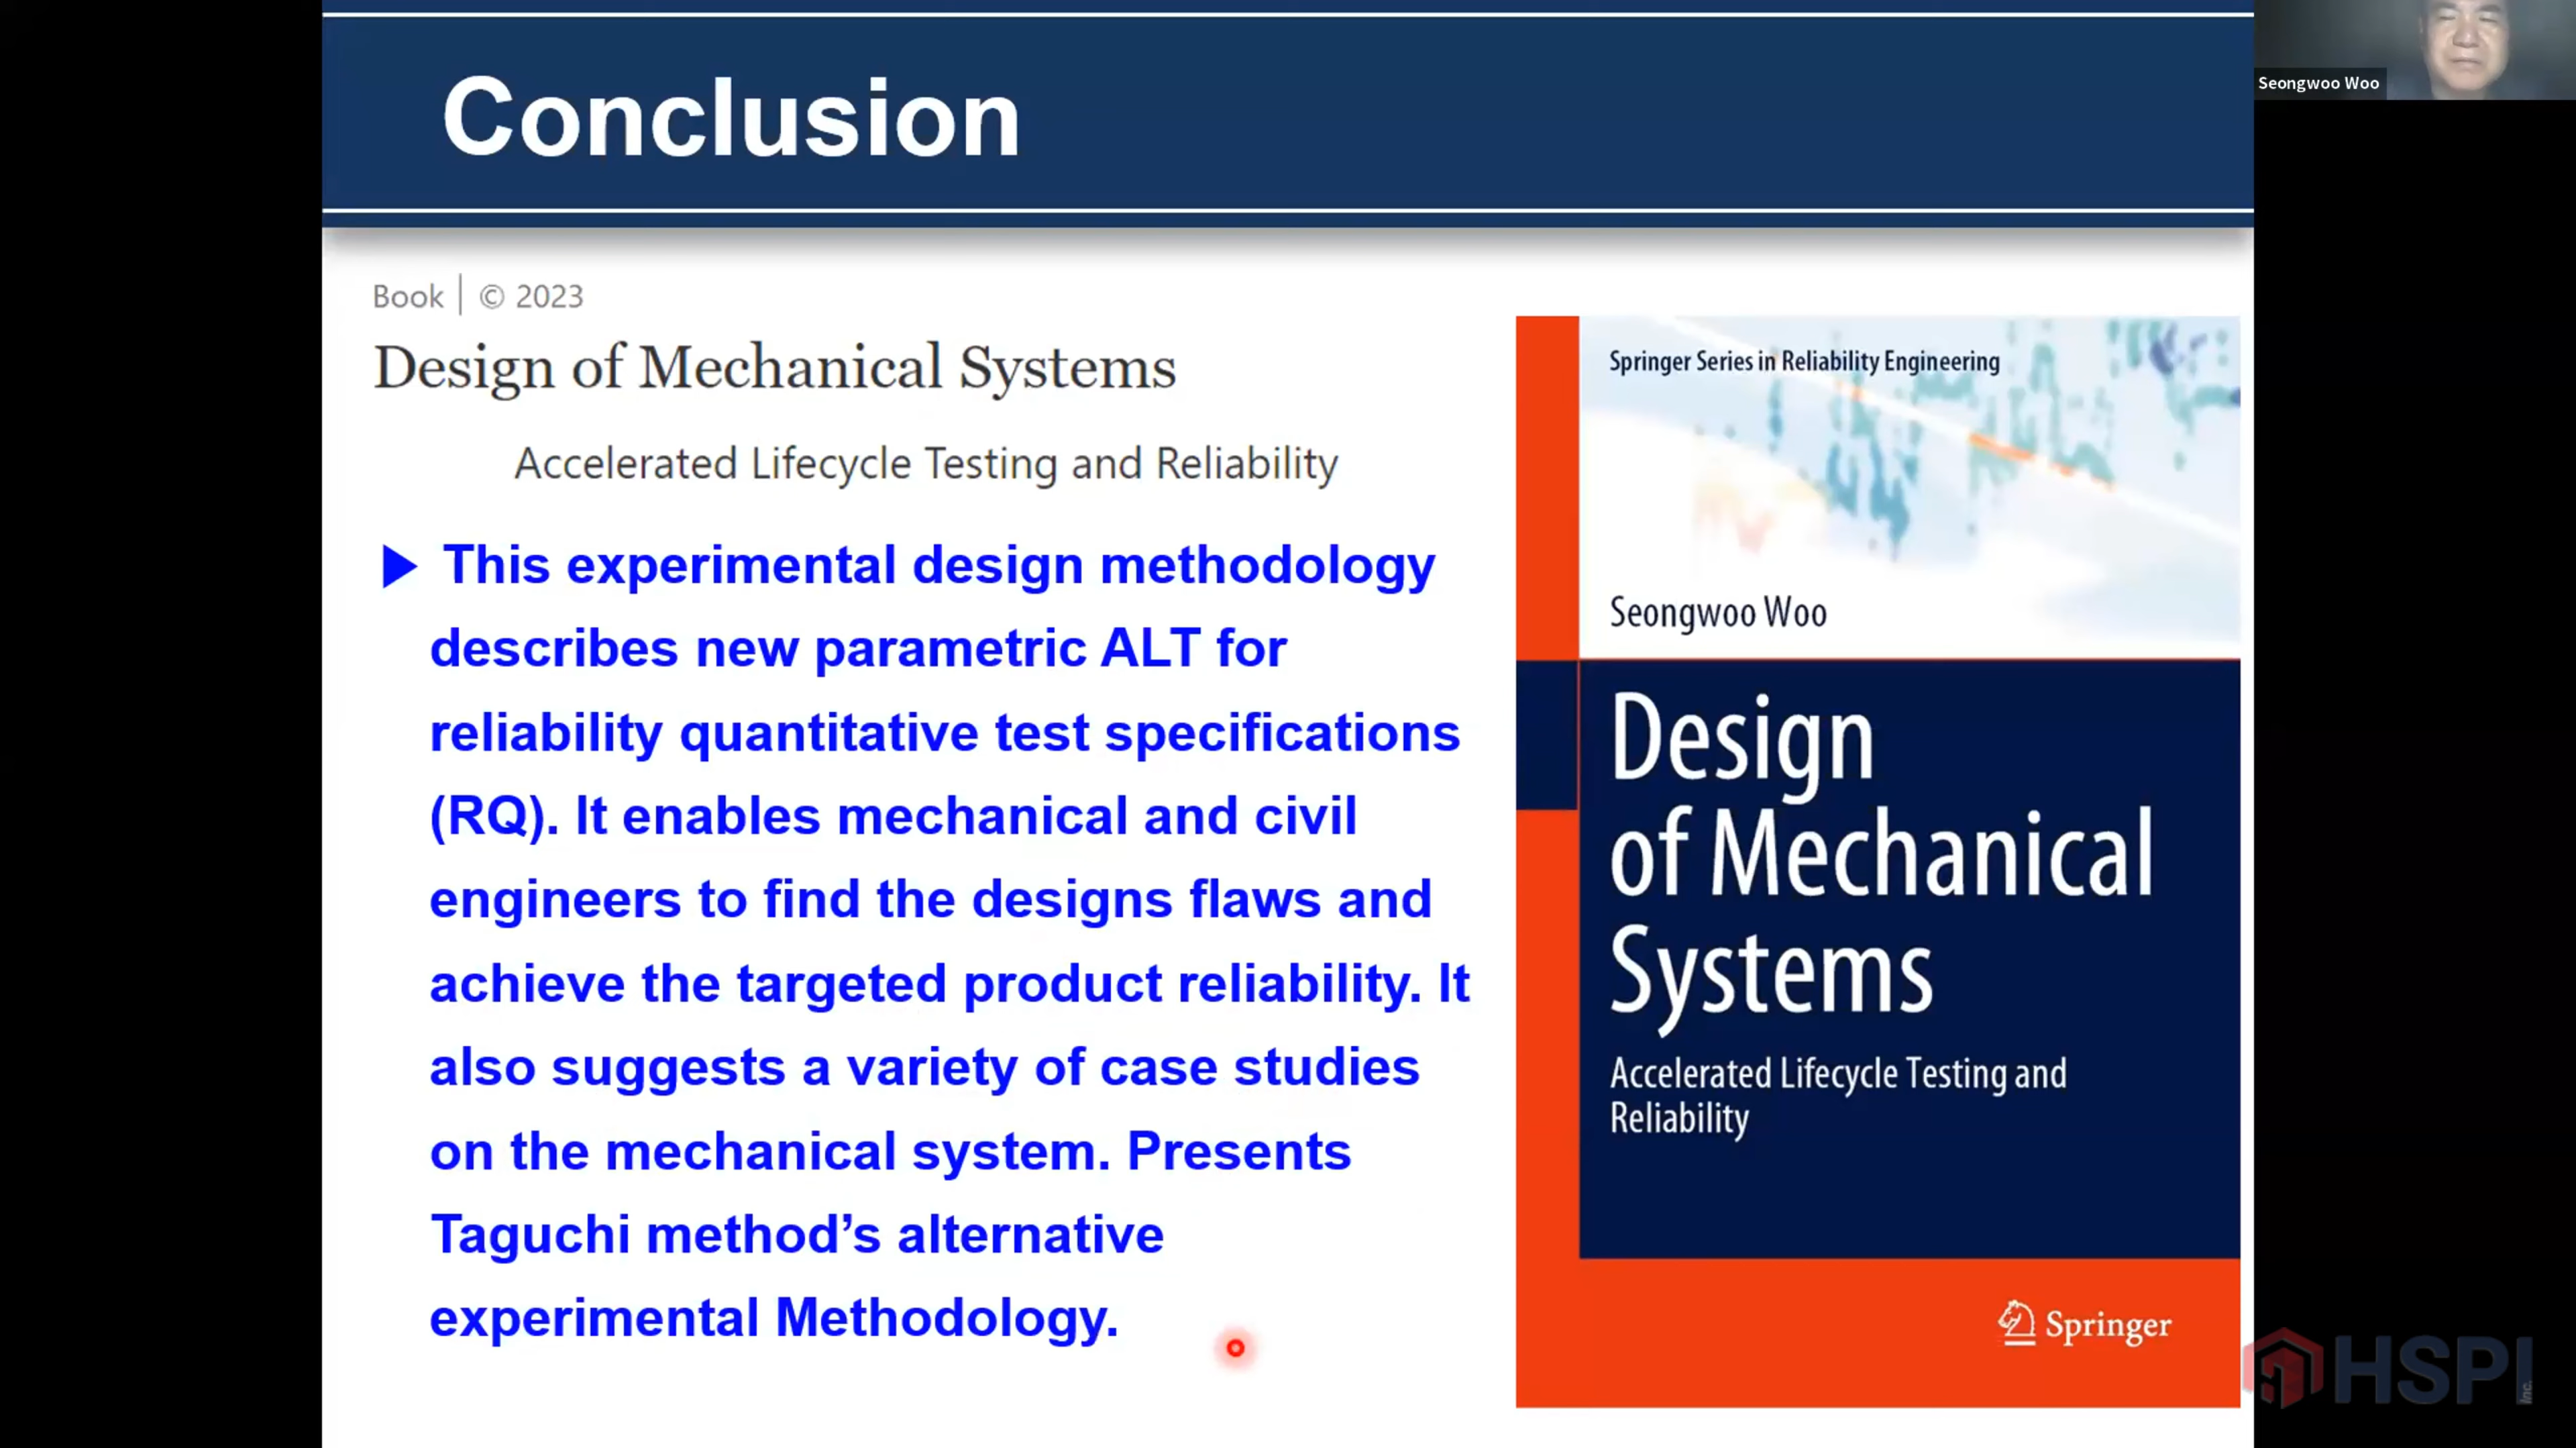 Conclusion
Seongwoo Woo
Book | © 2023
Design of Mechanical Systems
Accelerated Lifecycle Testing and Reliability
► This experimental design methodology
describes new parametric ALT for
reliability quantitative test specifications
(RQ). It enables mechanical and civil
engineers to find the designs flaws and
achieve the targeted product reliability. It
also suggests a variety of case studies
on the mechanical system. Presents
Taguchi method’s alternative
experimental Methodology.
Springer Series in Reliability Engineering
Seongwoo Woo
Design
of Mechanical
Systems
Accelerated Lifecycle Testing and
Reliability
Springer
HSPI Inc.